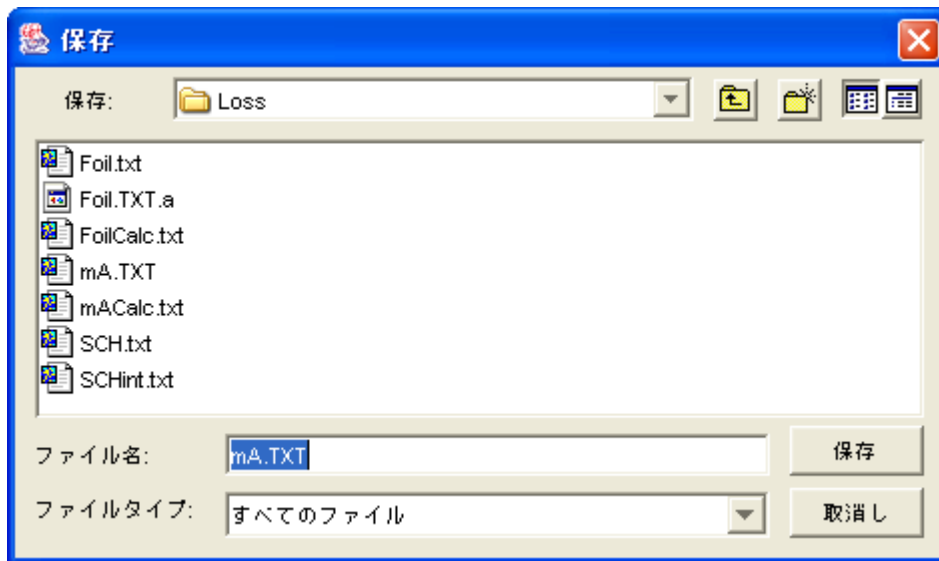 保存
保存: Loss
Foil.txt
Foil.TXT.a
FoilCalc.txt
mA.TXT
mACalc.txt
SCH.txt
SCHint.txt
ファイル名: mA.TXT 保存
ファイルタイプ: すべてのファイル 取消し